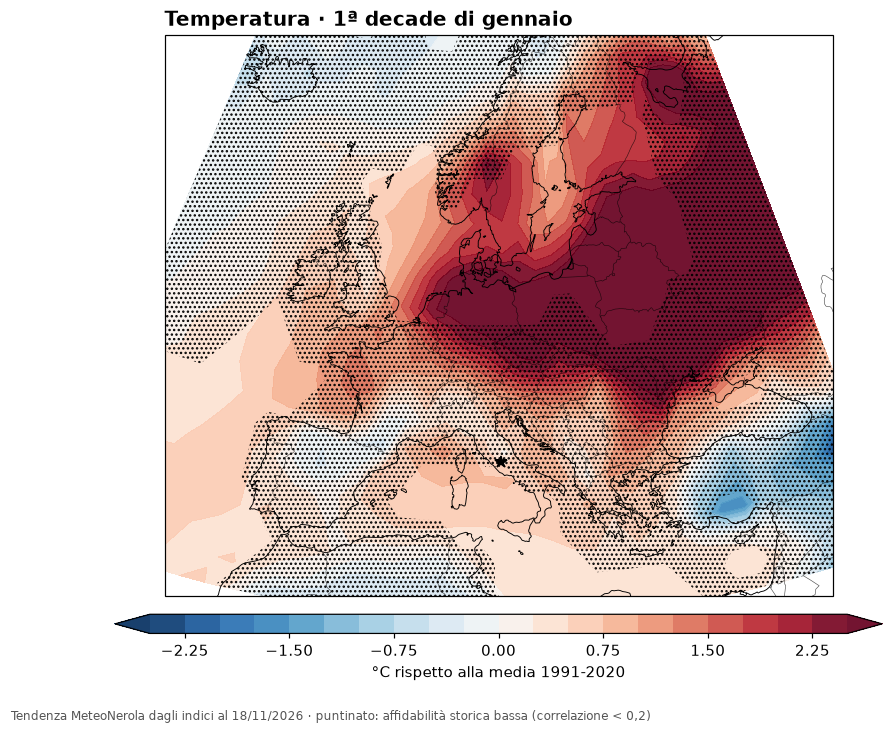 Temperatura · 1ª decade di gennaio
−2.25 −1.50 −0.75 0.00 0.75 1.50 2.25
°C rispetto alla media 1991-2020
Tendenza MeteoNerola dagli indici al 18/11/2026 · puntinato: affidabilità storica bassa (correlazione < 0,2)